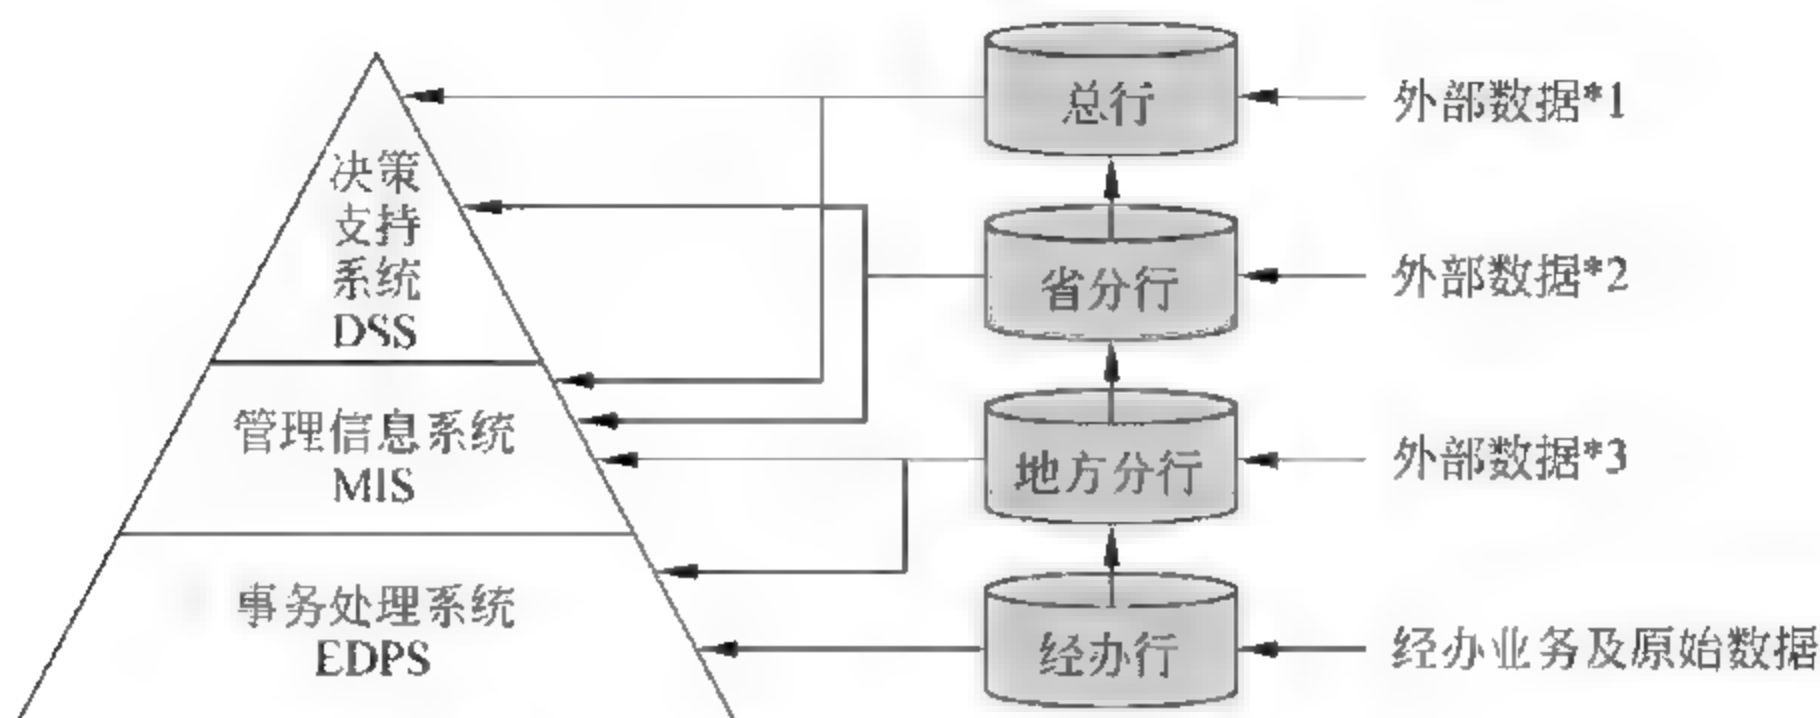 决策
支持
系统
DSS
管理信息系统
MIS
事务处理系统
EDPS
总行
省分行
地方分行
经办行
外部数据*1
外部数据*2
外部数据*3
经办业务及原始数据